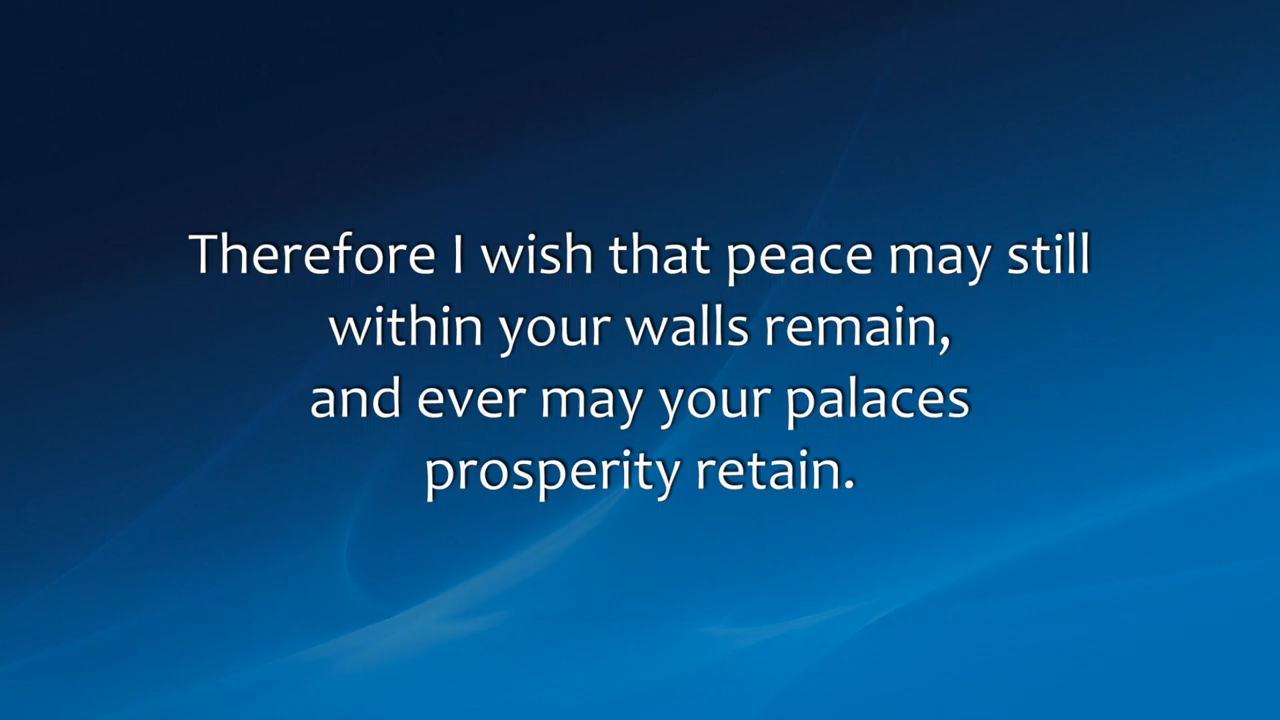 Therefore I wish that peace may still
within your walls remain,
and ever may your palaces
prosperity retain.